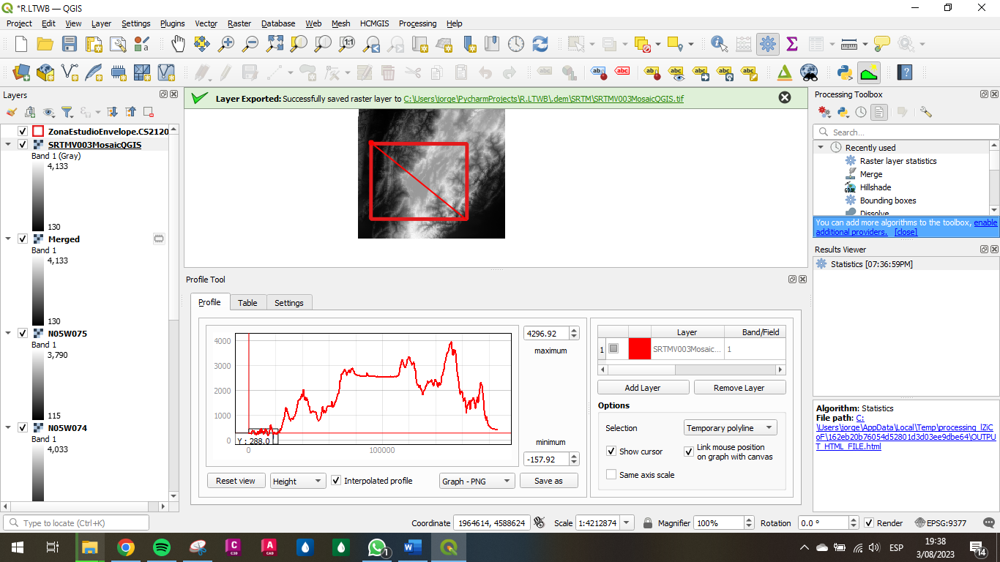 *R.LTWB — QGIS
Project Edit View Layer Settings Plugins Vector Raster Database Web Mesh HCMGIS Processing Help
Layers
ZonaEstudioEnvelope.CS2120
SRTMV003MosaicQGIS
Band 1 (Gray)
4,133
130
Merged
Band 1
4,133
130
N05W075
Band 1
3,790
115
N05W074
Band 1
4,033
Layer Exported: Successfully saved raster layer to C:\Users\jorge\PycharmProjects\R.LTWB\.dem\SRTM\SRTMV003MosaicQGIS.tif
Profile Tool
Profile Table Settings
4000
3000
2000
1000
0
Y : 288.0
0 100000
4296.92
maximum
minimum
-157.92
Reset view Height Interpolated profile Graph - PNG Save as
Layer Band/Field
1 SRTMV003Mosaic... 1
Add Layer Remove Layer
Options
Selection Temporary polyline
Show cursor
Link mouse position
on graph with canvas
Same axis scale
Processing Toolbox
Search...
Recently used
Raster layer statistics
Merge
GDAL Hillshade
Bounding boxes
Dissolve
You can add more algorithms to the toolbox, enable
additional providers. [close]
Results Viewer
Statistics [07:36:59PM]
Algorithm: Statistics
File path: C:
\Users\jorge\AppData\Local\Temp\processing_lZiC
oF\162eb20b76054d52801d3d03ee9dbe64\OUTPU
T_HTML_FILE.html
Type to locate (Ctrl+K)
Coordinate 1964614, 4588624 Scale 1:4212874 Magnifier 100% Rotation 0.0 ° Render EPSG:9377
ESP
19:38
3/08/2023
14